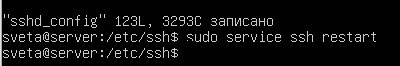 "sshd_config" 123L, 3293C записано
sveta@server:/etc/ssh$ sudo service ssh restart
sveta@server:/etc/ssh$